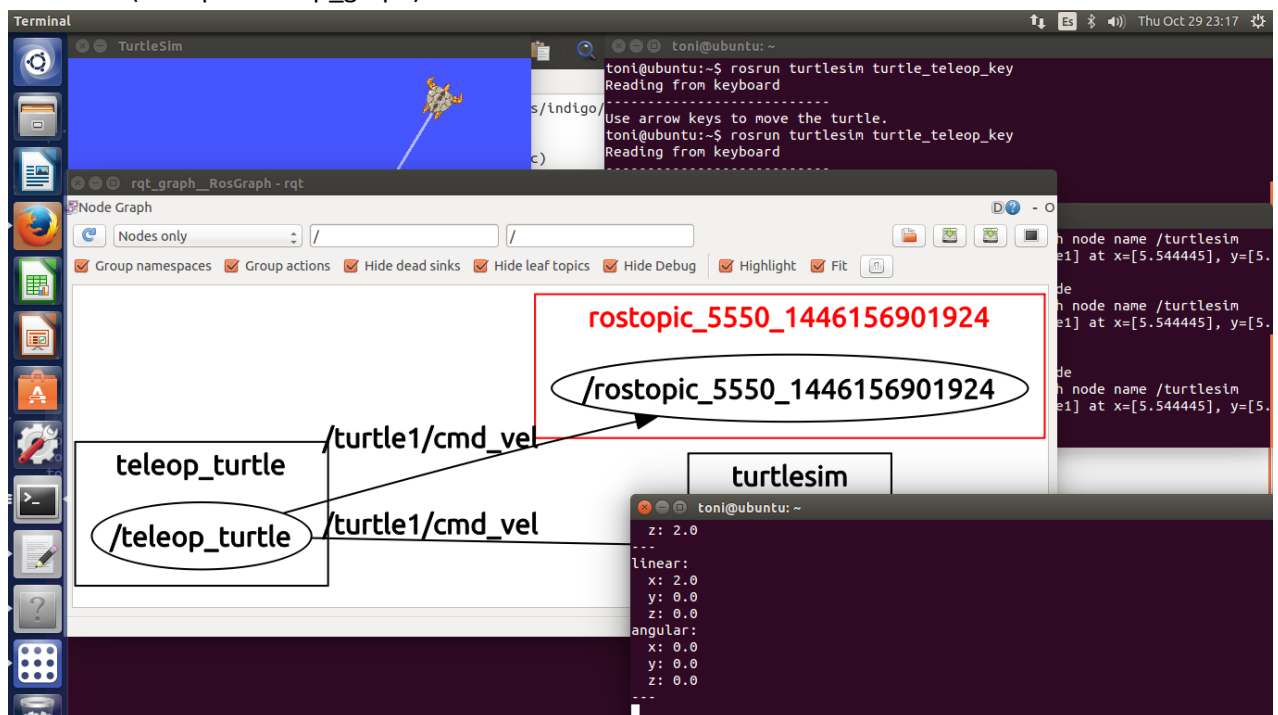 Terminal
Es
Thu Oct 29 23:17
TurtleSim
toni@ubuntu: ~
toni@ubuntu:~$ rosrun turtlesim turtle_teleop_key
Reading from keyboard
---------------------------
Use arrow keys to move the turtle.
toni@ubuntu:~$ rosrun turtlesim turtle_teleop_key
Reading from keyboard
---------------------------
s/indigo/
c)
rqt_graph__RosGraph - rqt
Node Graph
D
- O
Nodes only
/
/
Group namespaces
Group actions
Hide dead sinks
Hide leaf topics
Hide Debug
Highlight
Fit
rostopic_5550_1446156901924
/rostopic_5550_1446156901924
/turtle1/cmd_vel
teleop_turtle
/teleop_turtle
/turtle1/cmd_vel
turtlesim
h node name /turtlesim
e1] at x=[5.544445], y=[5.
de
h node name /turtlesim
e1] at x=[5.544445], y=[5.
de
h node name /turtlesim
e1] at x=[5.544445], y=[5.
toni@ubuntu: ~
z: 2.0
---
linear:
x: 2.0
y: 0.0
z: 0.0
angular:
x: 0.0
y: 0.0
z: 0.0
---